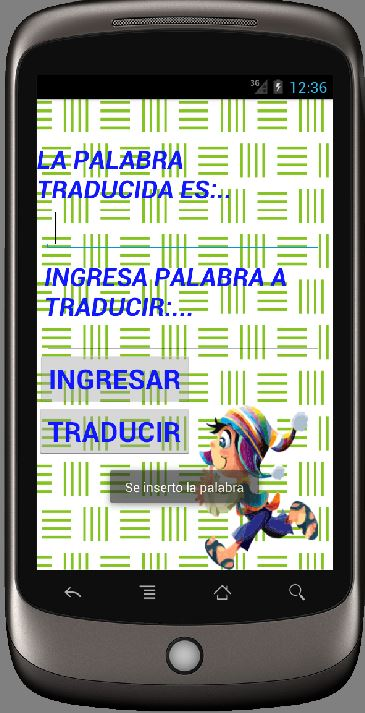 3G 12:36
LA PALABRA
TRADUCIDA ES:..
INGRESA PALABRA A
TRADUCIR:...
INGRESAR
TRADUCIR
Se inserto la palabra